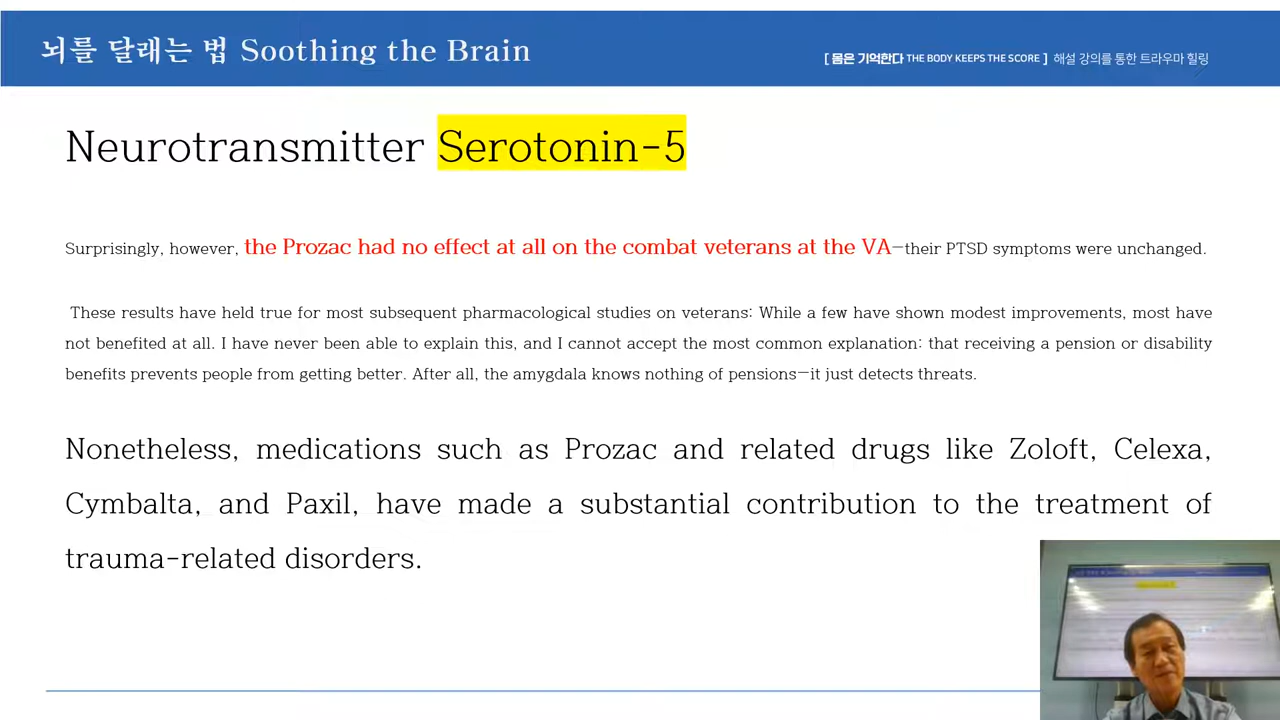 뇌를 달래는 법 Soothing the Brain
[ 몸은 기억한다 THE BODY KEEPS THE SCORE ] 해설 강의를 통한 트라우마 힐링
Neurotransmitter Serotonin-5
Surprisingly, however, the Prozac had no effect at all on the combat veterans at the VA—their PTSD symptoms were unchanged.
These results have held true for most subsequent pharmacological studies on veterans: While a few have shown modest improvements, most have
not benefited at all. I have never been able to explain this, and I cannot accept the most common explanation: that receiving a pension or disability
benefits prevents people from getting better. After all, the amygdala knows nothing of pensions—it just detects threats.
Nonetheless, medications such as Prozac and related drugs like Zoloft, Celexa,
Cymbalta, and Paxil, have made a substantial contribution to the treatment of
trauma-related disorders.